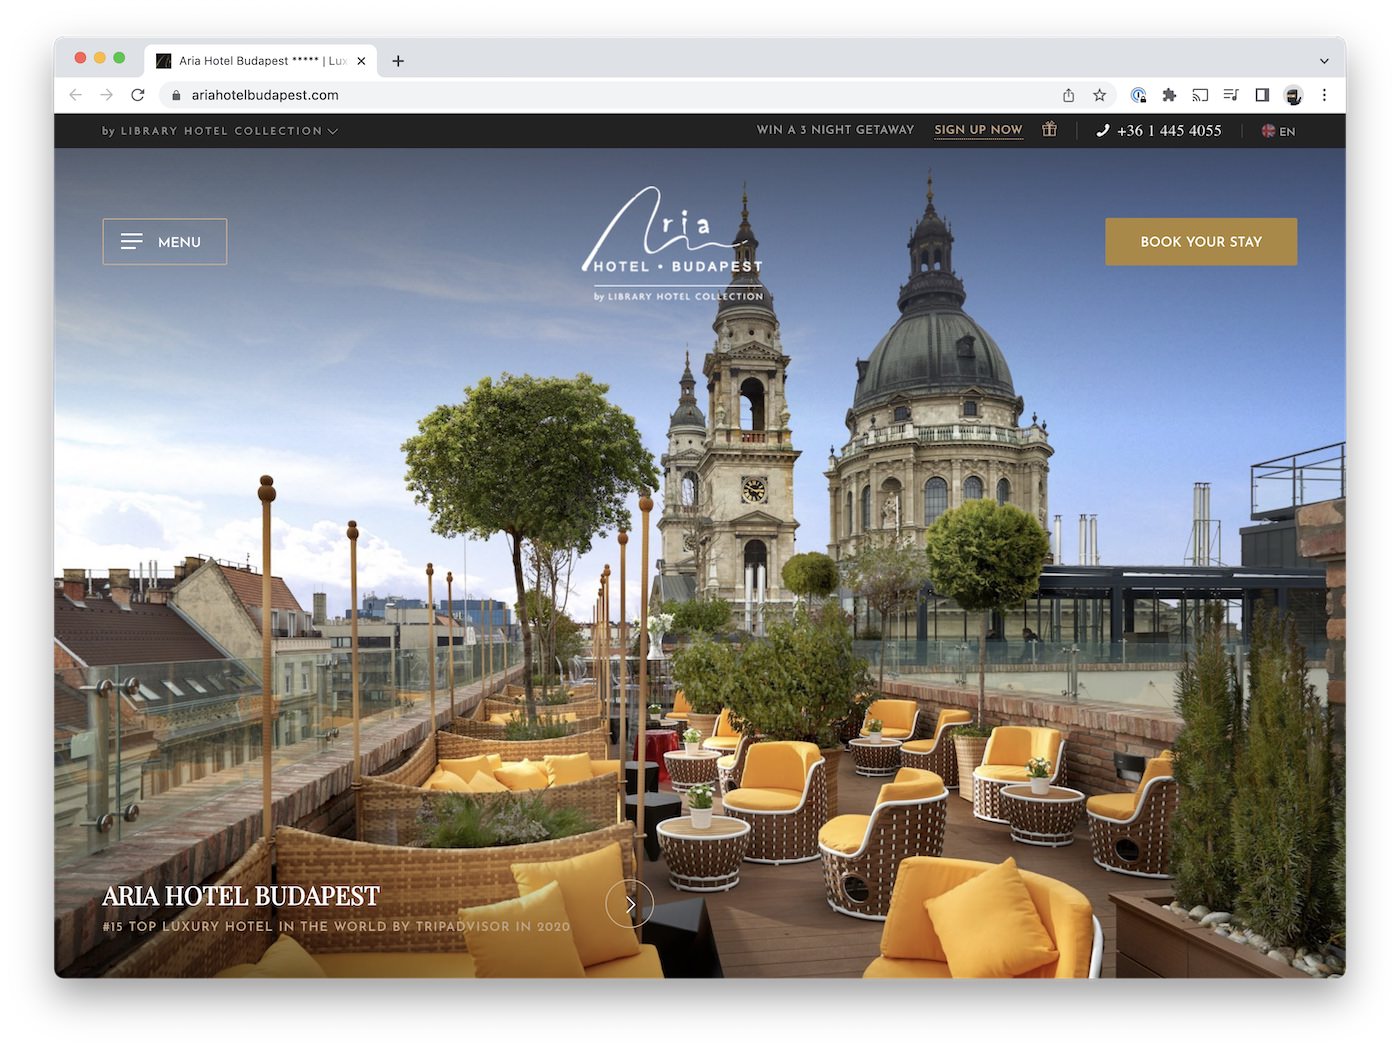 Aria Hotel Budapest ***** | Lux
ariahotelbudapest.com
by LIBRARY HOTEL COLLECTION
WIN A 3 NIGHT GETAWAY
SIGN UP NOW
+36 1 445 4055
EN
MENU
Aria
HOTEL • BUDAPEST
by LIBRARY HOTEL COLLECTION
BOOK YOUR STAY
ARIA HOTEL BUDAPEST
#15 TOP LUXURY HOTEL IN THE WORLD BY TRIPADVISOR IN 2020